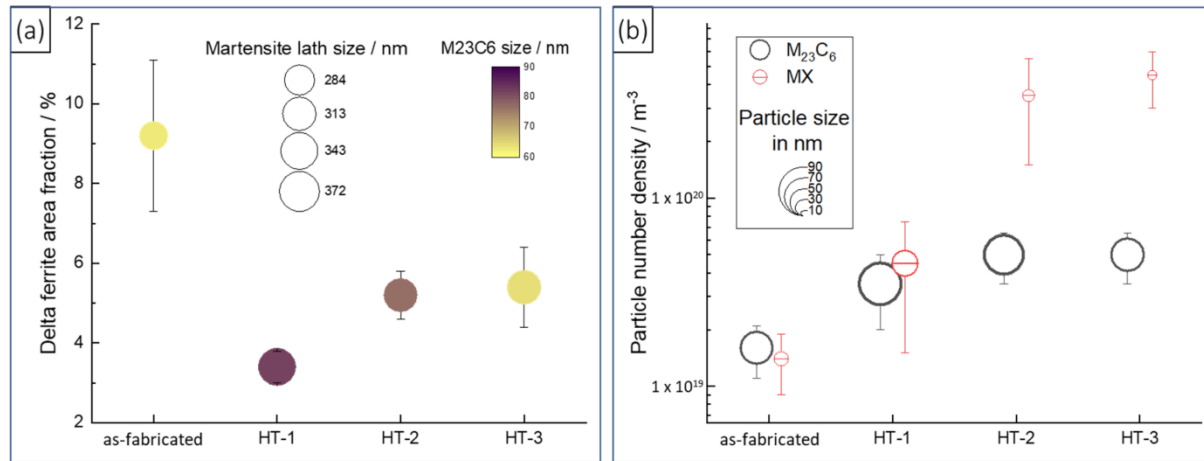 (a)
12
10
8
6
4
2
Delta ferrite area fraction / %
Martensite lath size / nm
284
313
343
372
M23C6 size / nm
90
80
70
60
as-fabricated
HT-1
HT-2
HT-3
(b)
Particle number density / m⁻³
1 x 10²⁰
1 x 10¹⁹
M₂₃C₆
MX
Particle size
in nm
90
70
50
30
10
as-fabricated
HT-1
HT-2
HT-3